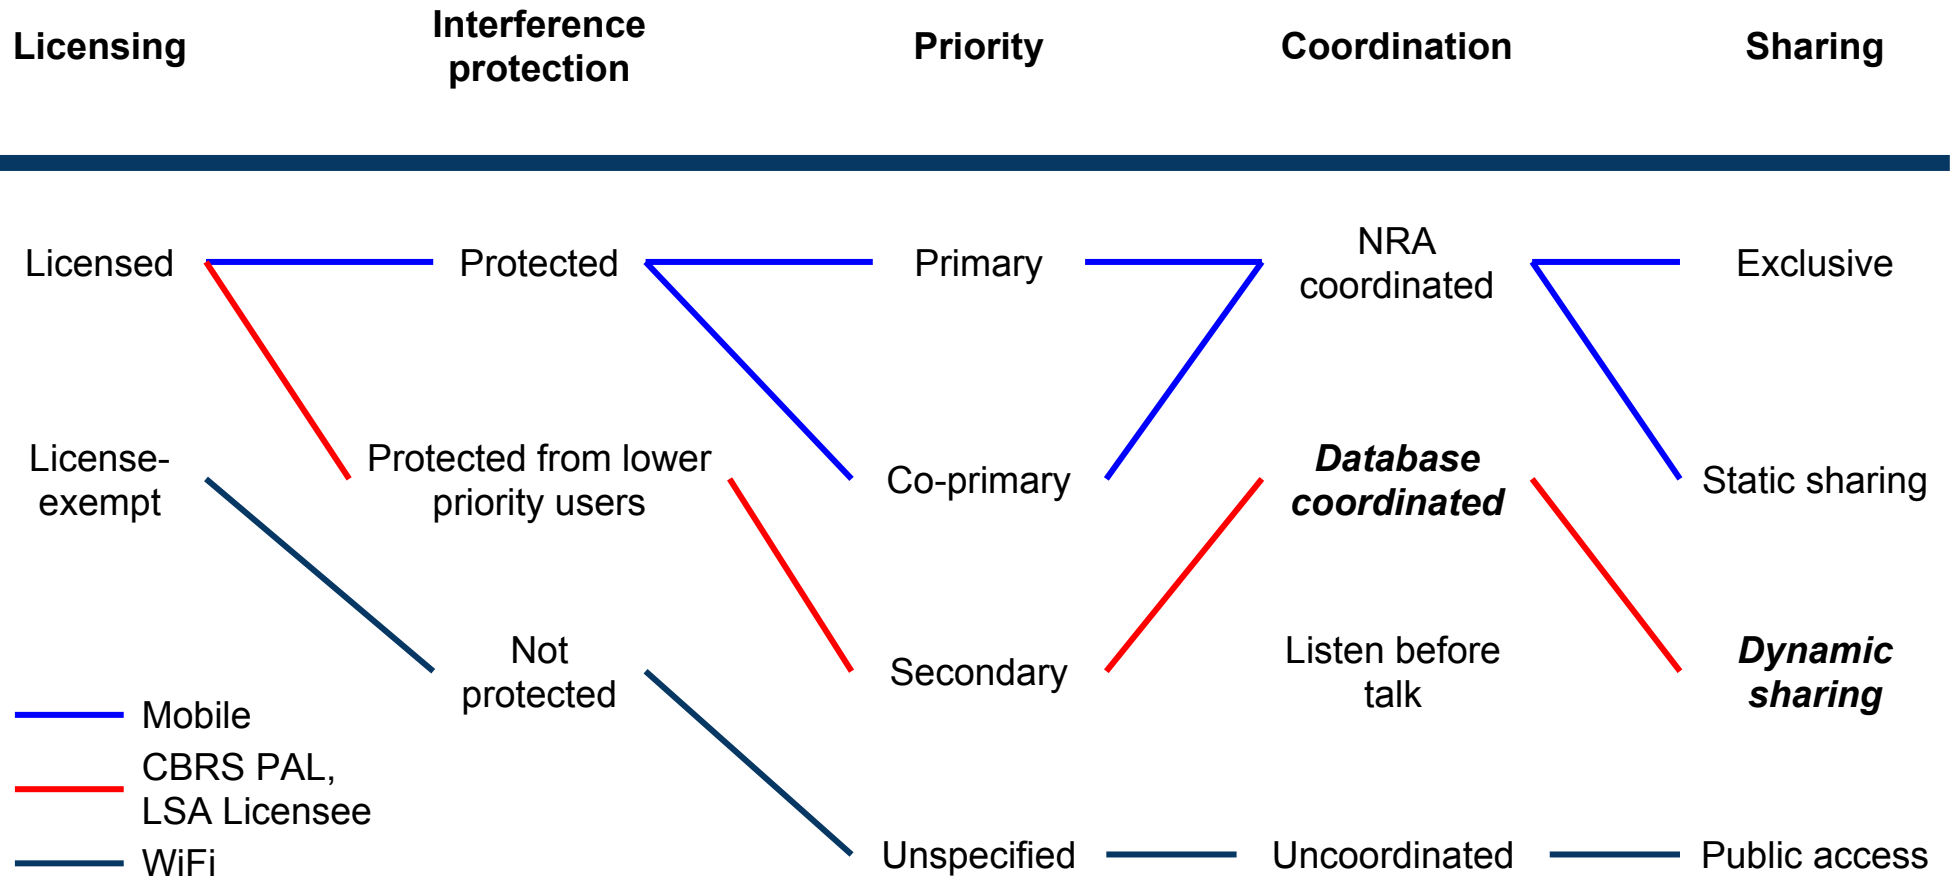 Licensing
Interference
protection
Priority
Coordination
Sharing
Licensed
Protected
Primary
NRA
coordinated
Exclusive
License-
exempt
Protected from lower
priority users
Co-primary
Database
coordinated
Static sharing
Not
protected
Secondary
Listen before
talk
Dynamic
sharing
Unspecified
Uncoordinated
Public access
Mobile
CBRS PAL,
LSA Licensee
WiFi